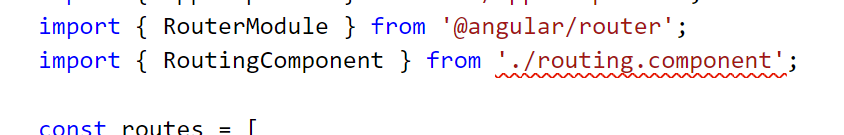 import { RouterModule } from '@angular/router';
import { RoutingComponent } from './routing.component';
const routes = [